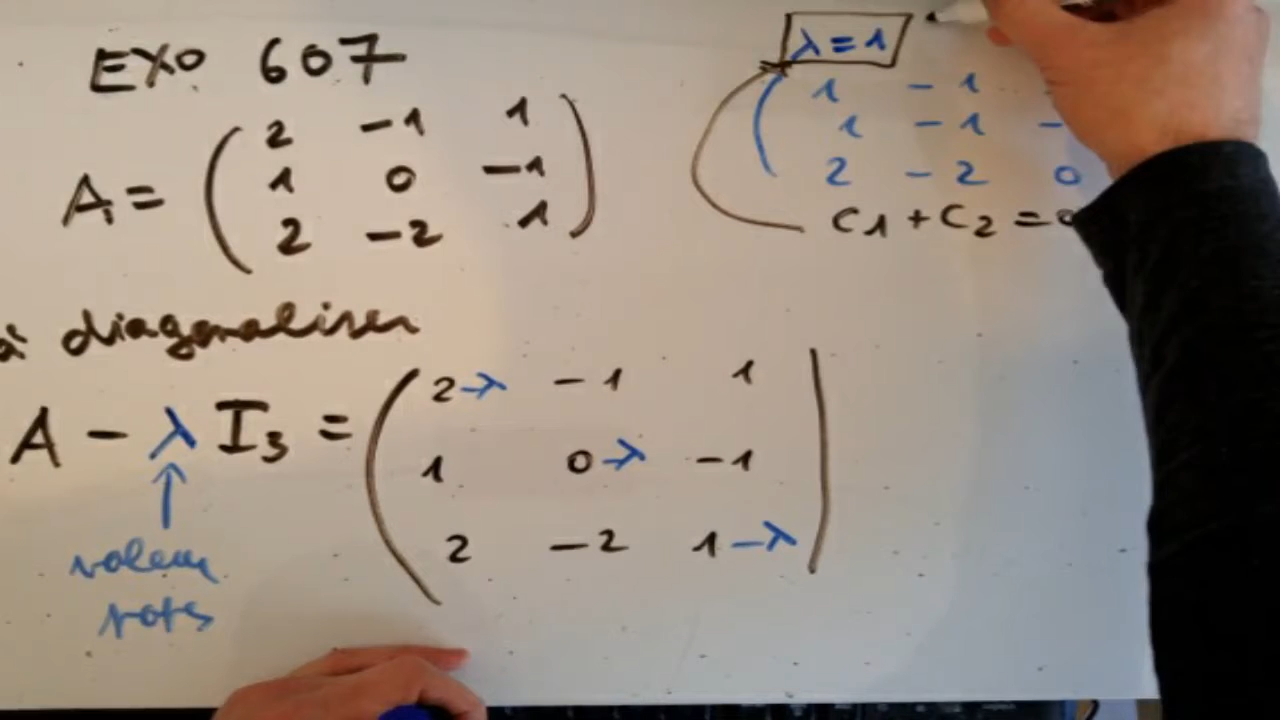 EXO 607
A = ( 2 -1 1
1 0 -1
2 -2 1 )
à diagonaliser
A - λ I₃ = ( 2-λ -1 1 |
1 0-λ -1
2 -2 1-λ |
↑
valeurs
λ = 1
( 1 -1
1 -1 -
2 -2 0
C₁ + C₂ =